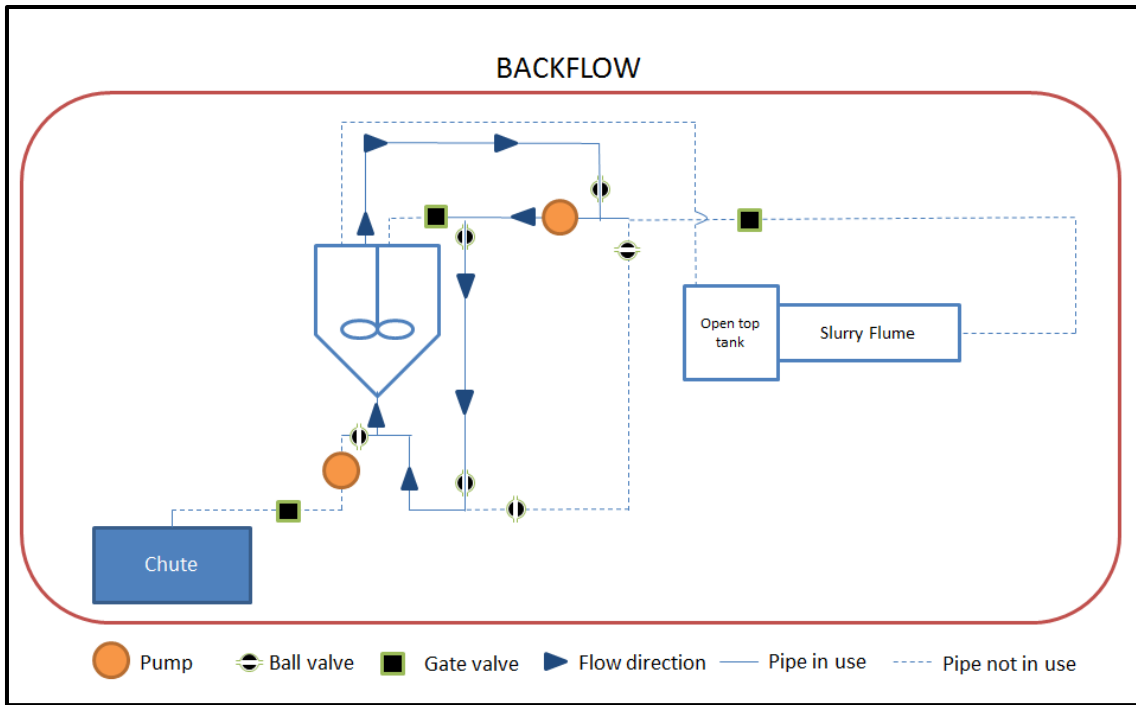 BACKFLOW
Open top
tank
Slurry Flume
Chute
Pump
Ball valve
Gate valve
Flow direction
Pipe in use
Pipe not in use